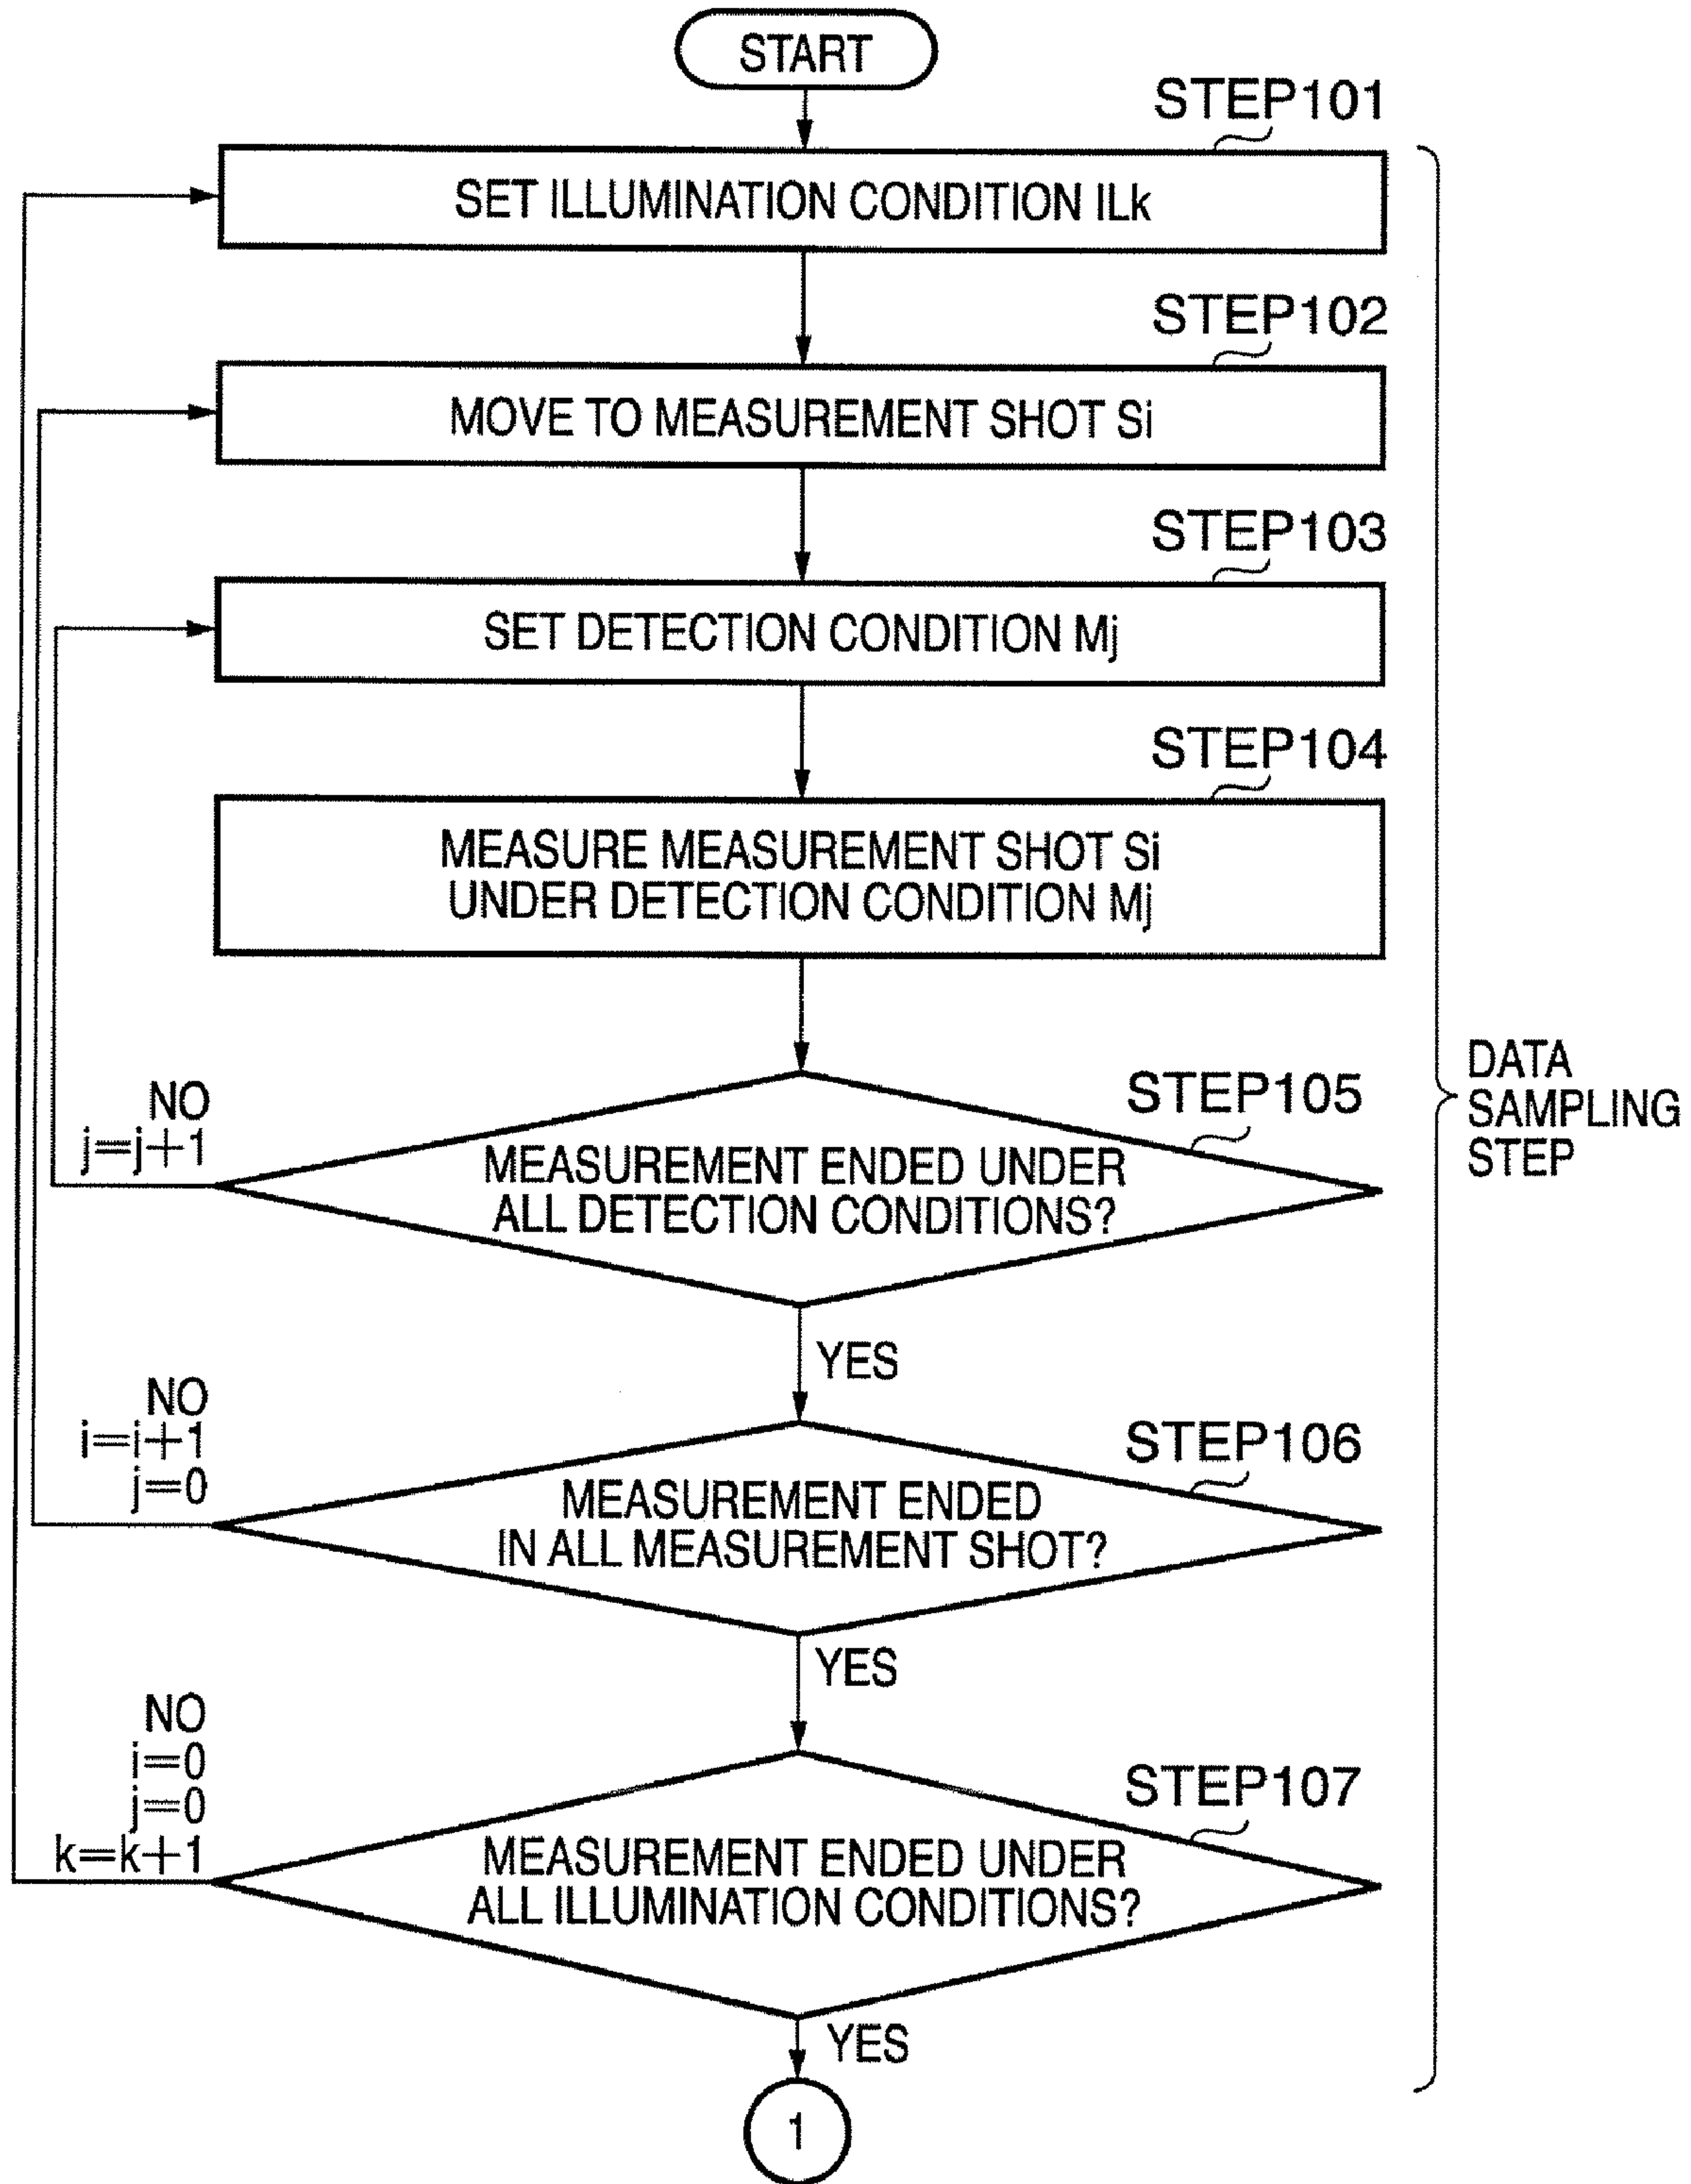 START
STEP101
SET ILLUMINATION CONDITION ILk
STEP102
MOVE TO MEASUREMENT SHOT Si
STEP103
SET DETECTION CONDITION Mj
STEP104
MEASURE MEASUREMENT SHOT Si
UNDER DETECTION CONDITION Mj
STEP105
NO
j=j+1
MEASUREMENT ENDED UNDER
ALL DETECTION CONDITIONS?
DATA
SAMPLING
STEP
YES
STEP106
NO
i=i+1
j=0
MEASUREMENT ENDED
IN ALL MEASUREMENT SHOT?
YES
STEP107
NO
i=0
j=0
k=k+1
MEASUREMENT ENDED UNDER
ALL ILLUMINATION CONDITIONS?
YES
1